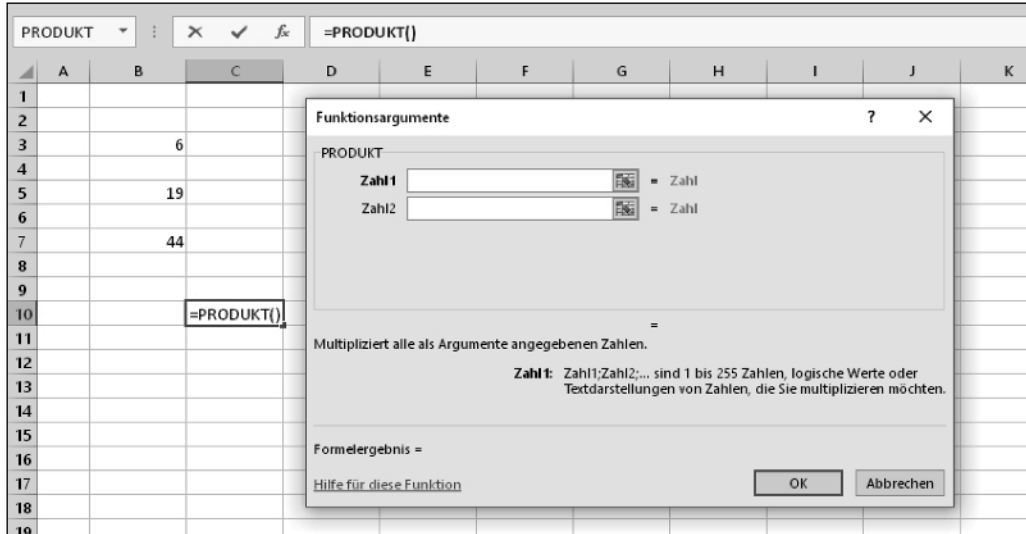 PRODUKT fx =PRODUKT()
A B C D E F G H I J K
1
2
3 6
4
5 19
6
7 44
8
9
10 =PRODUKT()
11
12
13
14
15
16
17
18
19
Funktionsargumente ? ×
PRODUKT
Zahl1 = Zahl
Zahl2 = Zahl
=
Multipliziert alle als Argumente angegebenen Zahlen.
Zahl1: Zahl1;Zahl2;... sind 1 bis 255 Zahlen, logische Werte oder
Textdarstellungen von Zahlen, die Sie multiplizieren möchten.
Formelergebnis =
Hilfe für diese Funktion OK Abbrechen